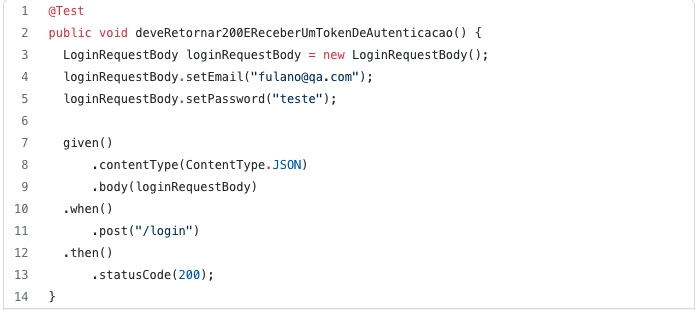 1 @Test
2 public void deveRetornar200EReceberUmTokenDeAutenticacao() {
3   LoginRequestBody loginRequestBody = new LoginRequestBody();
4   loginRequestBody.setEmail("fulano@qa.com");
5   loginRequestBody.setPassword("teste");
6
7   given()
8       .contentType(ContentType.JSON)
9       .body(loginRequestBody)
10   .when()
11       .post("/login")
12   .then()
13       .statusCode(200);
14 }